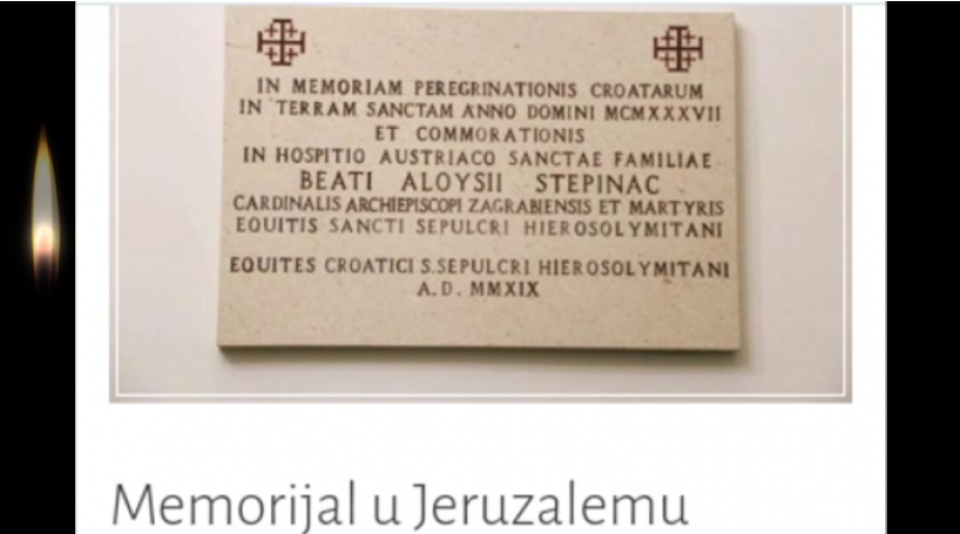 IN MEMORIAM PEREGRINATIONIS CROATARUM
IN TERRAM SANCTAM ANNO DOMINI MCMXXXVII
ET COMMORATIONIS
IN HOSPITIO AUSTRIACO SANCTAE FAMILIAE
BEATI ALOYSII STEPINAC
CARDINALIS ARCHIEPISCOPI ZAGRABIENSIS ET MARTYRIS
EQUITIS SANCTI SEPULCRI HIEROSOLYMITANI
EQUITES CROATICI S.SEPULCRI HIEROSOLYMITANI
A.D. MMXIX
Memorijal u Jeruzalemu